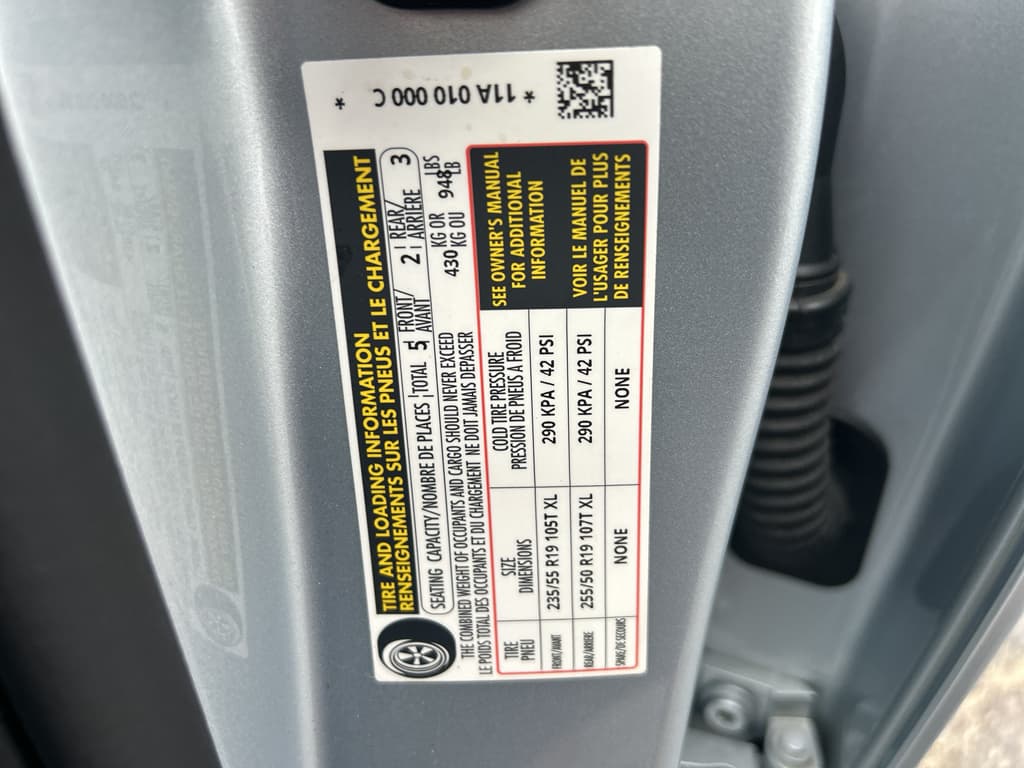 * 11A 010 000 C *
TIRE AND LOADING INFORMATION
RENSEIGNEMENTS SUR LES PNEUS ET LE CHARGEMENT
SEATING CAPACITY/NOMBRE DE PLACES TOTAL 5 FRONT/AVANT 2 REAR/ARRIÈRE 3
THE COMBINED WEIGHT OF OCCUPANTS AND CARGO SHOULD NEVER EXCEED 430 KG OR 948 LBS
LE POIDS TOTAL DES OCCUPANTS ET DU CHARGEMENT NE DOIT JAMAIS DEPASSER KG OU LB
TIRE PNEU SIZE DIMENSIONS COLD TIRE PRESSURE PRESSION DE PNEUS A FROID
FRONT/AVANT 235/55 R19 105T XL 290 KPA / 42 PSI
REAR/ARRIERE 255/50 R19 107T XL 290 KPA / 42 PSI
SPARE/DE SECOURS NONE NONE
SEE OWNER'S MANUAL
FOR ADDITIONAL
INFORMATION
VOIR LE MANUEL DE
L'USAGER POUR PLUS
DE RENSEIGNEMENTS